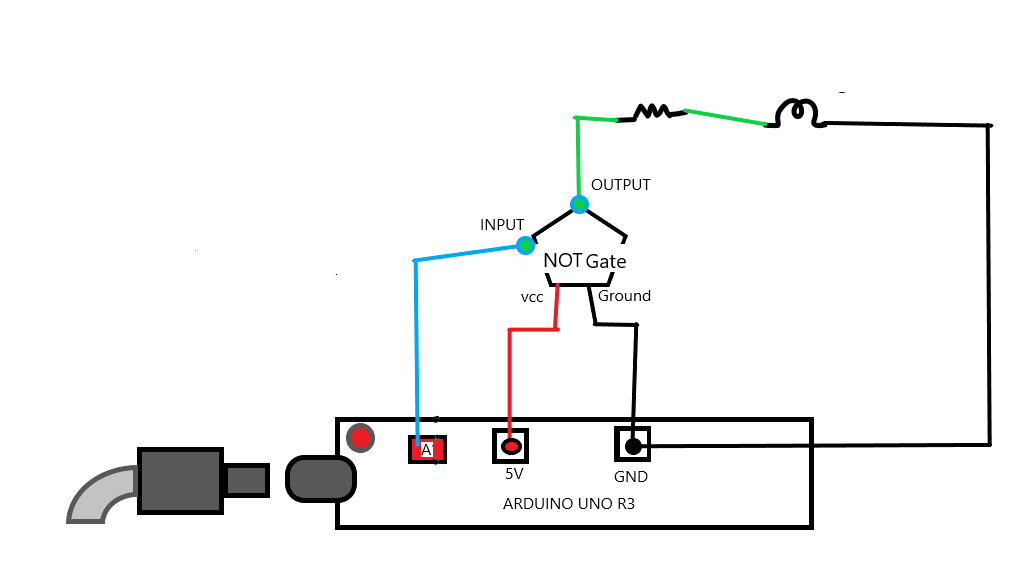 OUTPUT
INPUT
NOT Gate
vcc
Ground
A
5V
GND
ARDUINO UNO R3